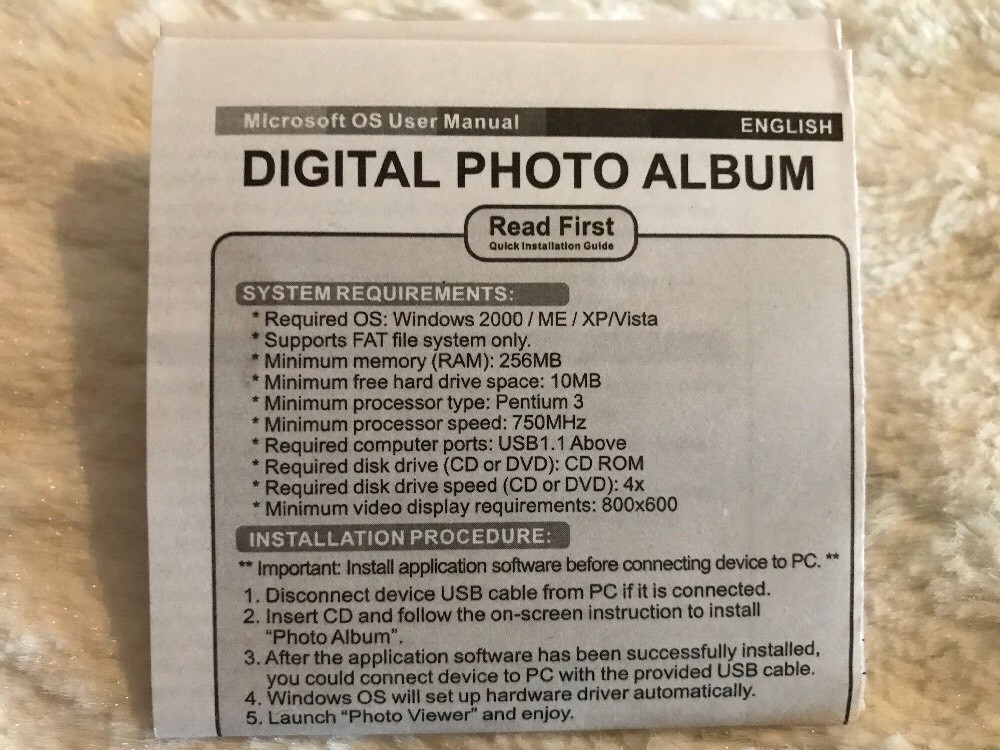 Microsoft OS User Manual
ENGLISH
DIGITAL PHOTO ALBUM
Read First
Quick Installation Guide
SYSTEM REQUIREMENTS:
* Required OS: Windows 2000 / ME / XP/Vista
* Supports FAT file system only.
* Minimum memory (RAM): 256MB
* Minimum free hard drive space: 10MB
* Minimum processor type: Pentium 3
* Minimum processor speed: 750MHz
* Required computer ports: USB1.1 Above
* Required disk drive (CD or DVD): CD ROM
* Required disk drive speed (CD or DVD): 4x
* Minimum video display requirements: 800x600
INSTALLATION PROCEDURE:
** Important: Install application software before connecting device to PC. **
1. Disconnect device USB cable from PC if it is connected.
2. Insert CD and follow the on-screen instruction to install
“Photo Album”.
3. After the application software has been successfully installed,
you could connect device to PC with the provided USB cable.
4. Windows OS will set up hardware driver automatically.
5. Launch “Photo Viewer” and enjoy.